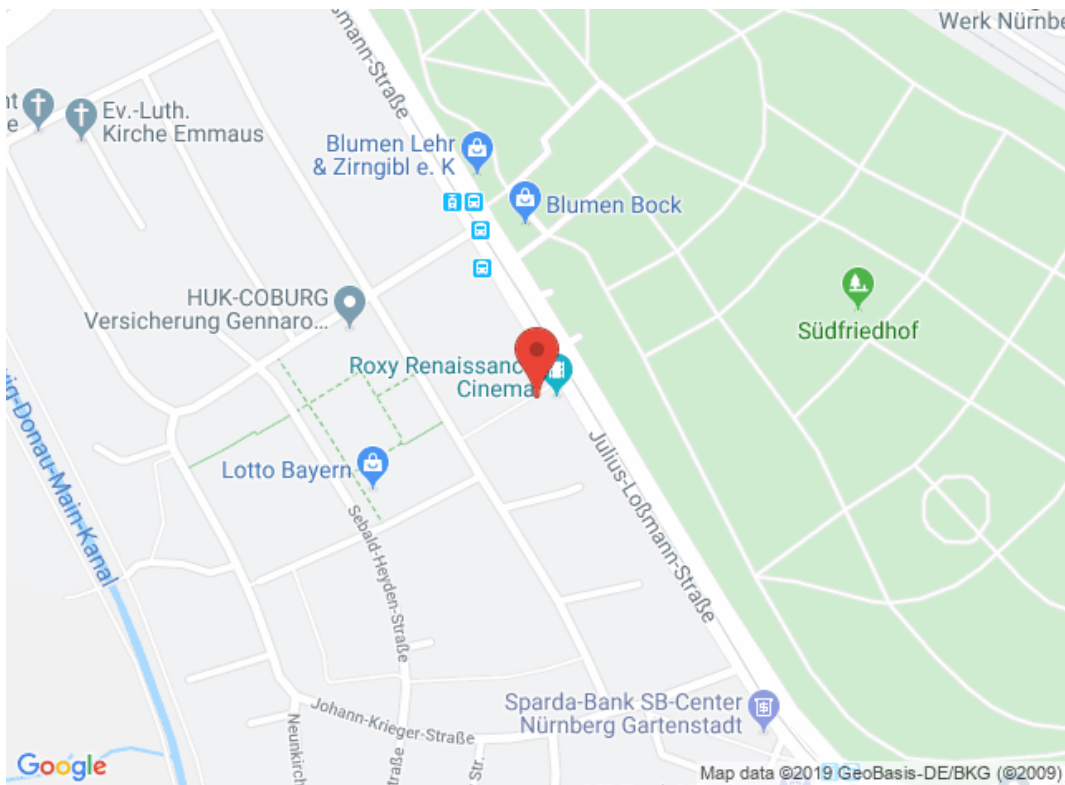 Werk Nürnbe
mann-Straße
Ev.-Luth.
Kirche Emmaus
Blumen Lehr
& Zirngibl e. K
Blumen Bock
HUK-COBURG
Versicherung Gennaro...
Südfriedhof
Roxy Renaissanc
Cinema
ig-Donau-Main-Kanal
Lotto Bayern
Julius-Loßmann-Straße
Sebald-Heyden-Straße
Sparda-Bank SB-Center
Nürnberg Gartenstadt
Johann-Krieger-Straße
Neunkirch
raße
Str.
Google
Map data ©2019 GeoBasis-DE/BKG (©2009)